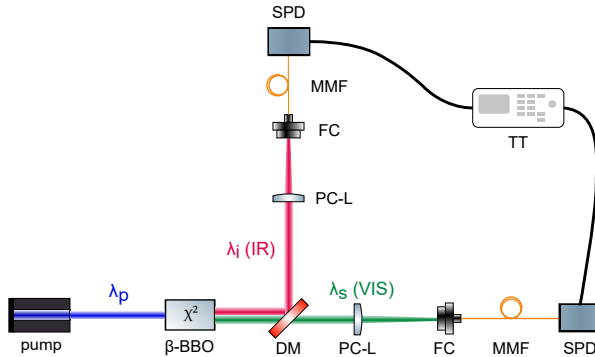 SPD
MMF
FC
TT
PC-L
λi (IR)
λp
λs (VIS)
χ²
pump
β-BBO
DM
PC-L
FC
MMF
SPD